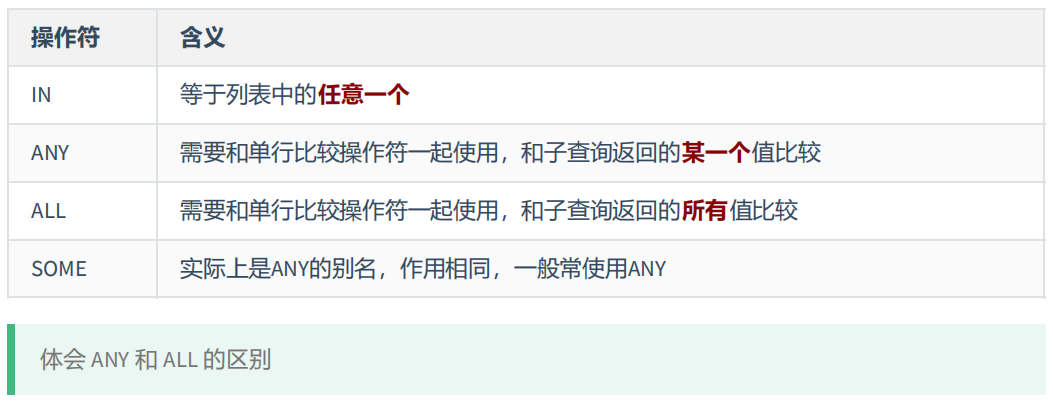 操作符 含义
IN 等于列表中的任意一个
ANY 需要和单行比较操作符一起使用，和子查询返回的某一个值比较
ALL 需要和单行比较操作符一起使用，和子查询返回的所有值比较
SOME 实际上是ANY的别名，作用相同，一般常使用ANY
体会 ANY 和 ALL 的区别